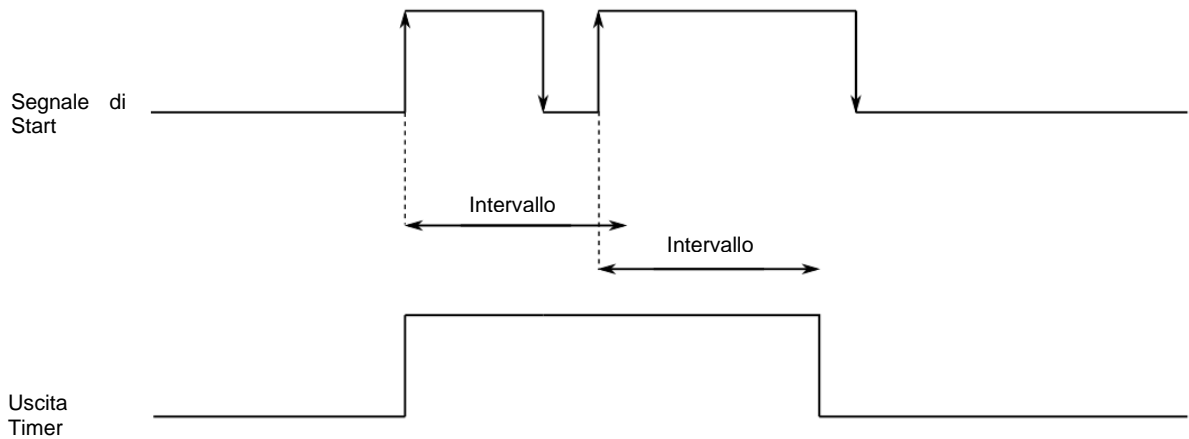 Segnale di
Start
Intervallo
Intervallo
Uscita
Timer